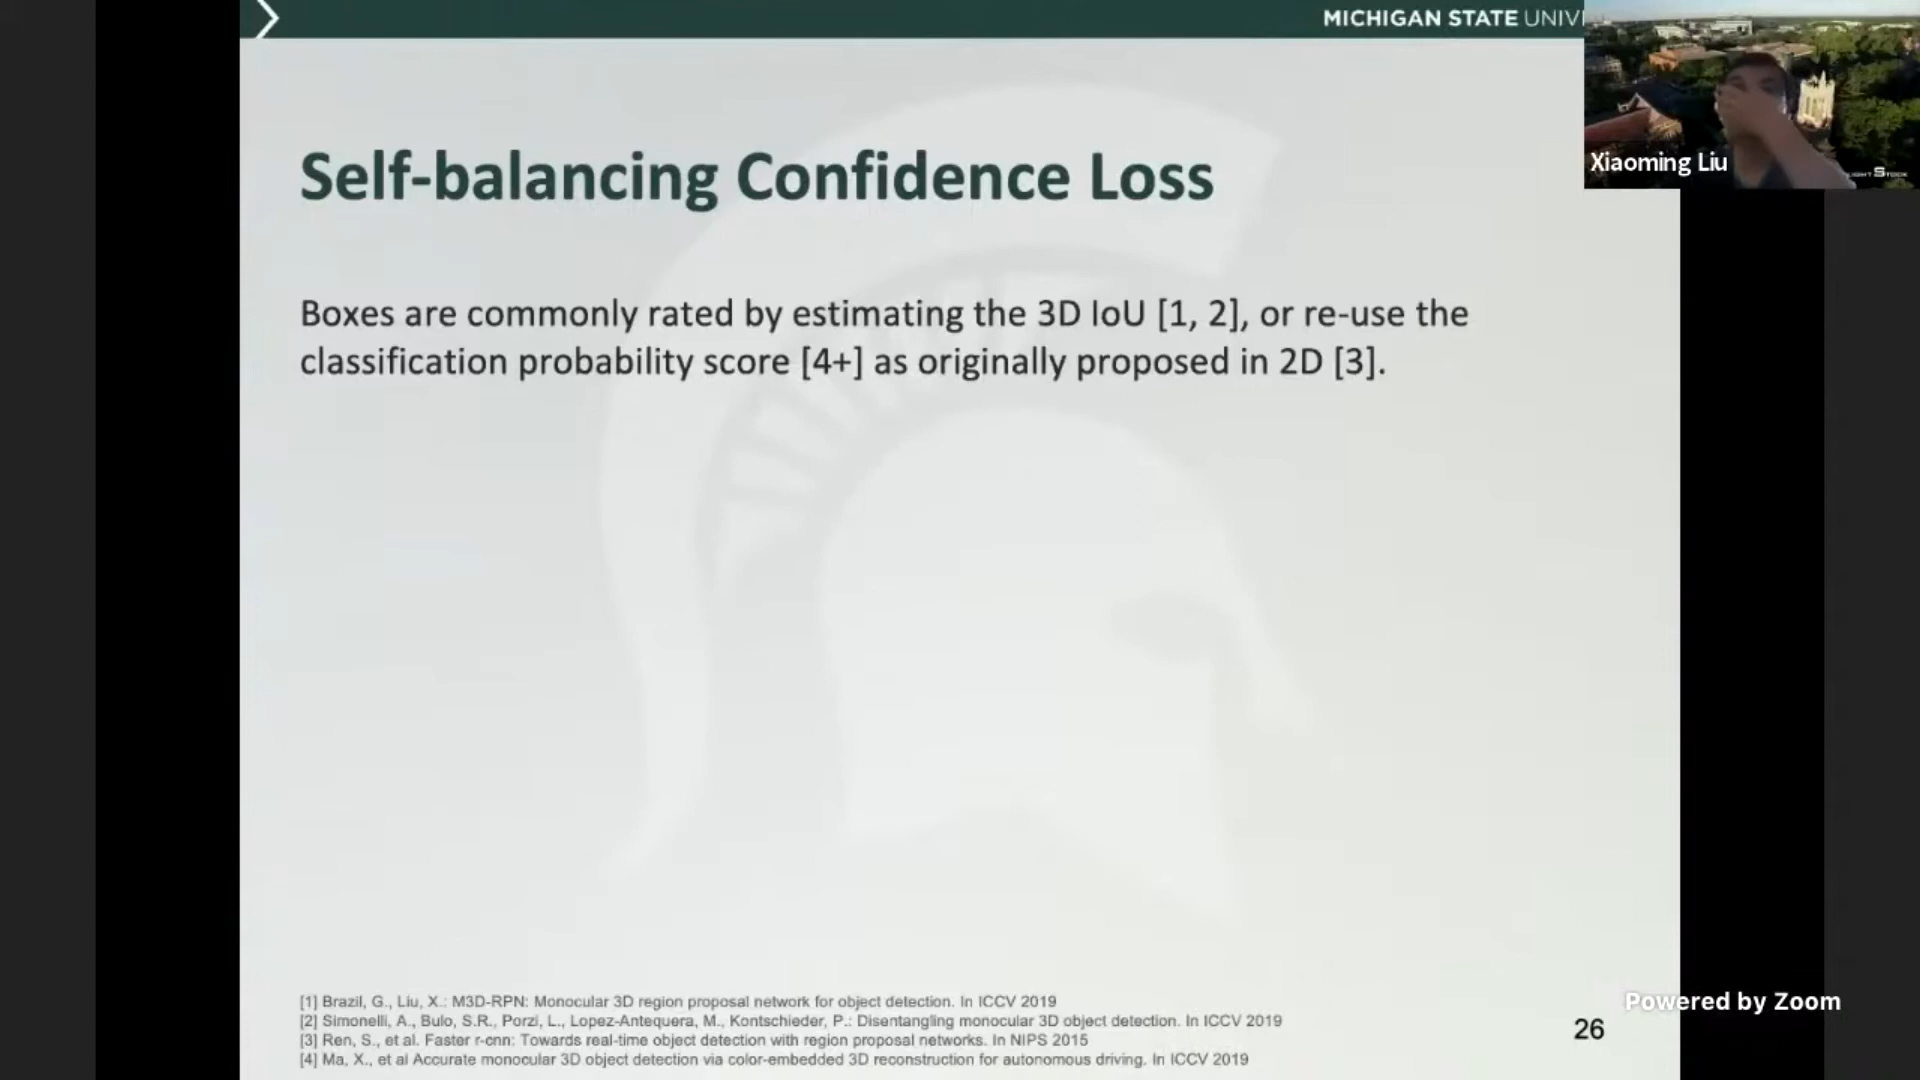 MICHIGAN STATE UNIV
Xiaoming Liu
Self-balancing Confidence Loss
Boxes are commonly rated by estimating the 3D IoU [1, 2], or re-use the
classification probability score [4+] as originally proposed in 2D [3].
[1] Brazil, G., Liu, X.: M3D-RPN: Monocular 3D region proposal network for object detection. In ICCV 2019
[2] Simonelli, A., Bulo, S.R., Porzi, L., Lopez-Antequera, M., Kontschieder, P.: Disentangling monocular 3D object detection. In ICCV 2019
[3] Ren, S., et al. Faster r-cnn: Towards real-time object detection with region proposal networks. In NIPS 2015
[4] Ma, X., et al Accurate monocular 3D object detection via color-embedded 3D reconstruction for autonomous driving. In ICCV 2019
26
Powered by Zoom